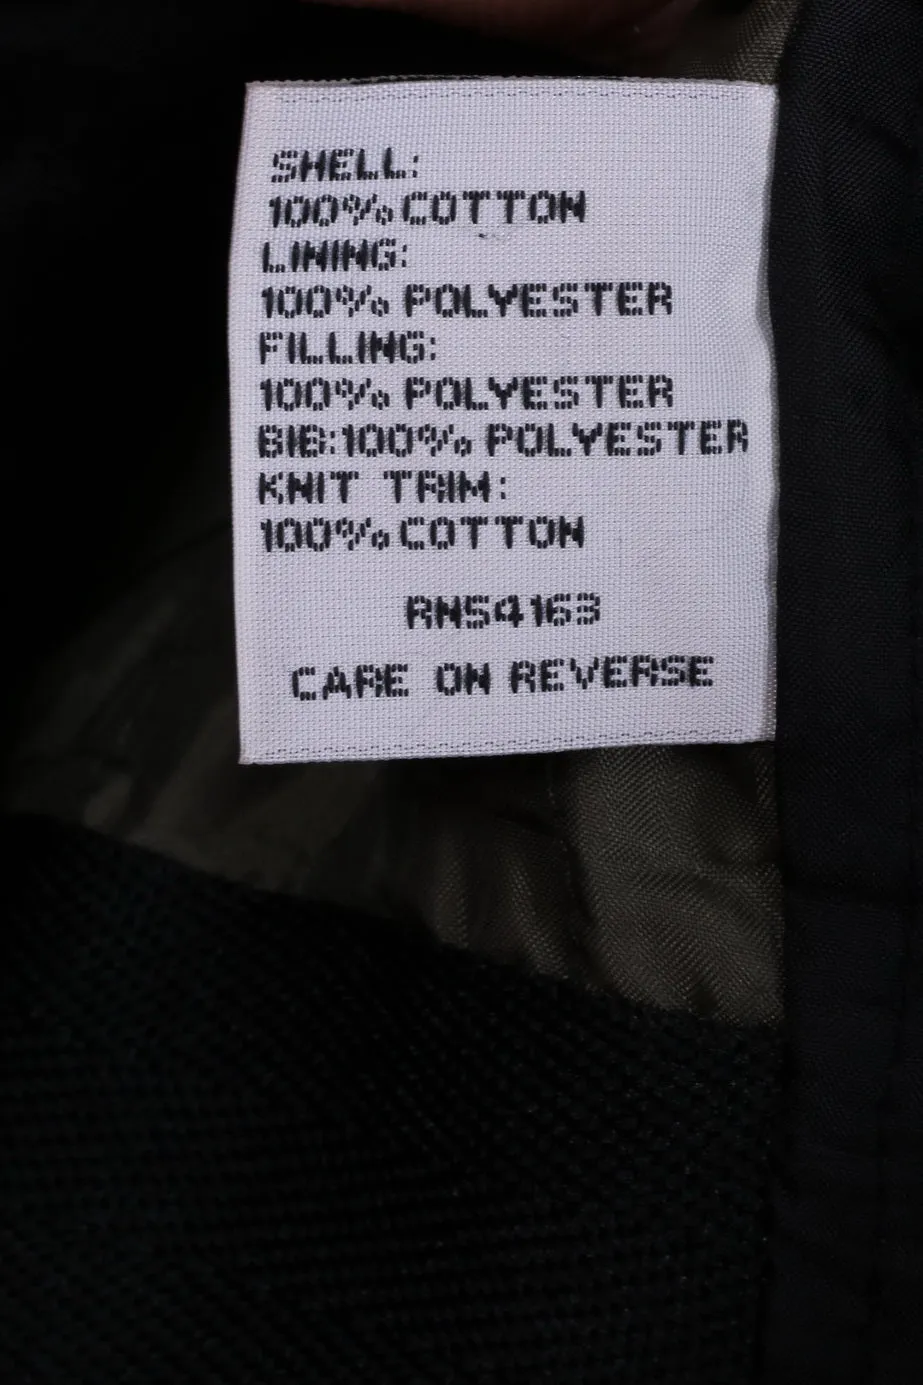 SHELL:
100% COTTON
LINING:
100% POLYESTER
FILLING:
100% POLYESTER
BIB:100% POLYESTER
KNIT TRIM:
100% COTTON
RN54163
CARE ON REVERSE